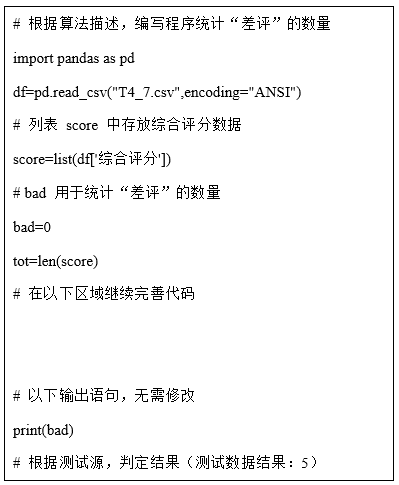 # 根据算法描述，编写程序统计“差评”的数量
import pandas as pd
df=pd.read_csv("T4_7.csv",encoding="ANSI")
# 列表 score 中存放综合评分数据
score=list(df['综合评分'])
# bad 用于统计“差评”的数量
bad=0
tot=len(score)
# 在以下区域继续完善代码
# 以下输出语句，无需修改
print(bad)
# 根据测试源，判定结果（测试数据结果：5）